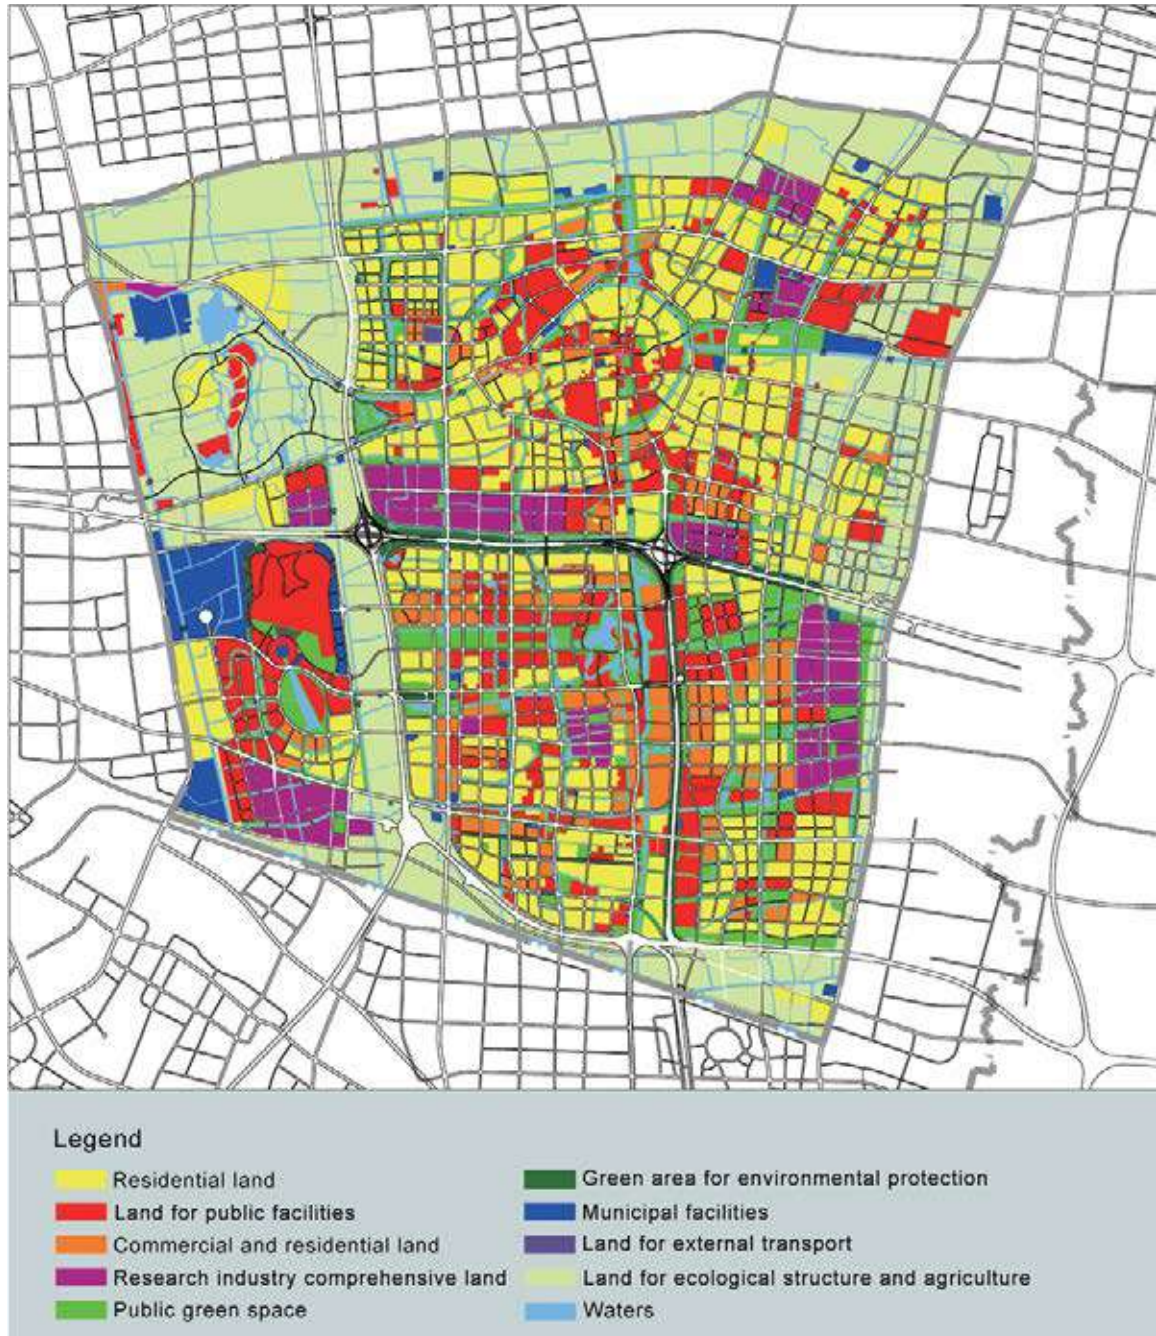 Legend
Residential land
Land for public facilities
Commercial and residential land
Research industry comprehensive land
Public green space
Green area for environmental protection
Municipal facilities
Land for external transport
Land for ecological structure and agriculture
Waters